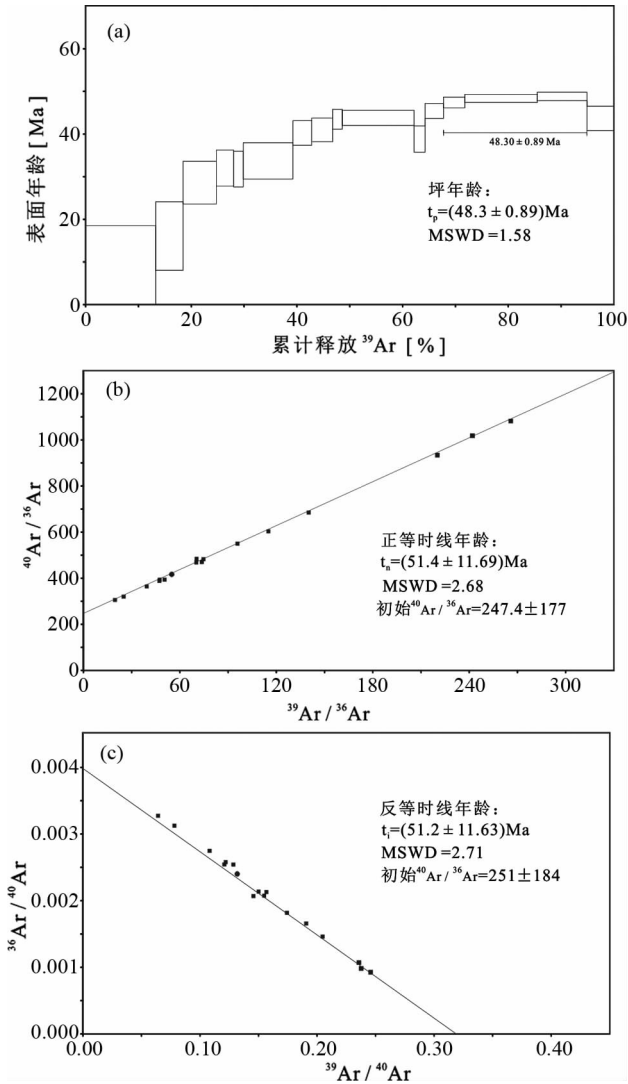 (a)
60
40
20
0
表面年龄 [Ma]
48.30 ± 0.89 Ma
坪年龄：
tₚ=(48.3 ± 0.89)Ma
MSWD =1.58
0 20 40 60 80 100
累计释放 ³⁹Ar [%]
(b)
1200
1000
800
600
400
200
0
⁴⁰Ar / ³⁶Ar
正等时线年龄：
tₙ=(51.4 ± 11.69)Ma
MSWD =2.68
初始⁴⁰Ar / ³⁶Ar=247.4±177
0 60 120 180 240 300
³⁹Ar / ³⁶Ar
(c)
0.004
0.003
0.002
0.001
0.000
³⁶Ar / ⁴⁰Ar
反等时线年龄：
tᵢ=(51.2 ± 11.63)Ma
MSWD =2.71
初始⁴⁰Ar / ³⁶Ar=251±184
0.10 0.20 0.30 0.40
³⁹Ar / ⁴⁰Ar